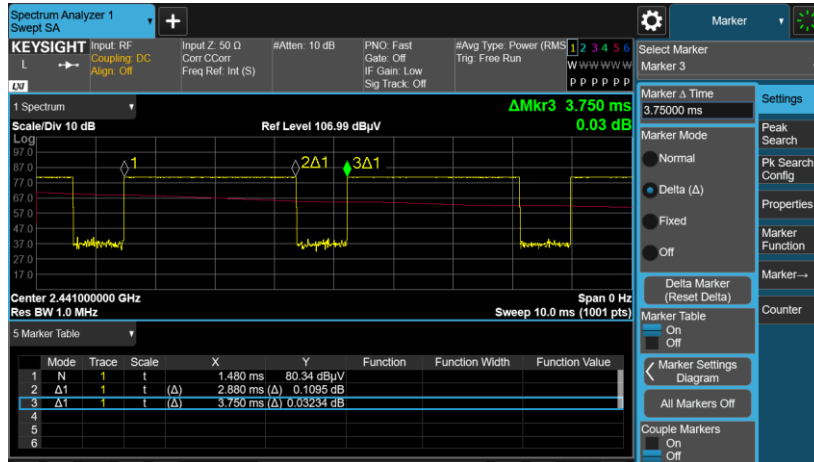 Spectrum Analyzer 1
Swept SA
KEYSIGHT
L
LXI
Input: RF
Coupling: DC
Align: Off
Input Z: 50 Ω
Corr CCorr
Freq Ref: Int (S)
#Atten: 10 dB
PNO: Fast
Gate: Off
IF Gain: Low
Sig Track: Off
#Avg Type: Power (RMS
Trig: Free Run
1 2 3 4 5 6
W W W W W W
P P P P P P
1 Spectrum
Scale/Div 10 dB
Ref Level 106.99 dBµV
ΔMkr3 3.750 ms
0.03 dB
Log
97.0
87.0
77.0
67.0
57.0
47.0
37.0
27.0
17.0
1
2Δ1
3Δ1
Center 2.441000000 GHz
Res BW 1.0 MHz
Span 0 Hz
Sweep 10.0 ms (1001 pts)
5 Marker Table
Mode Trace Scale X Y Function Function Width Function Value
1 N 1 t 1.480 ms 80.34 dBµV
2 Δ1 1 t (Δ) 2.880 ms (Δ) 0.1095 dB
3 Δ1 1 t (Δ) 3.750 ms (Δ) 0.03234 dB
4
5
6
Marker
Select Marker
Marker 3
Marker Δ Time
3.75000 ms
Marker Mode
Normal
Delta (Δ)
Fixed
Off
Delta Marker
(Reset Delta)
Marker Table
On
Off
Marker Settings
Diagram
All Markers Off
Couple Markers
On
Off
Settings
Peak
Search
Pk Search
Config
Properties
Marker
Function
Marker→
Counter